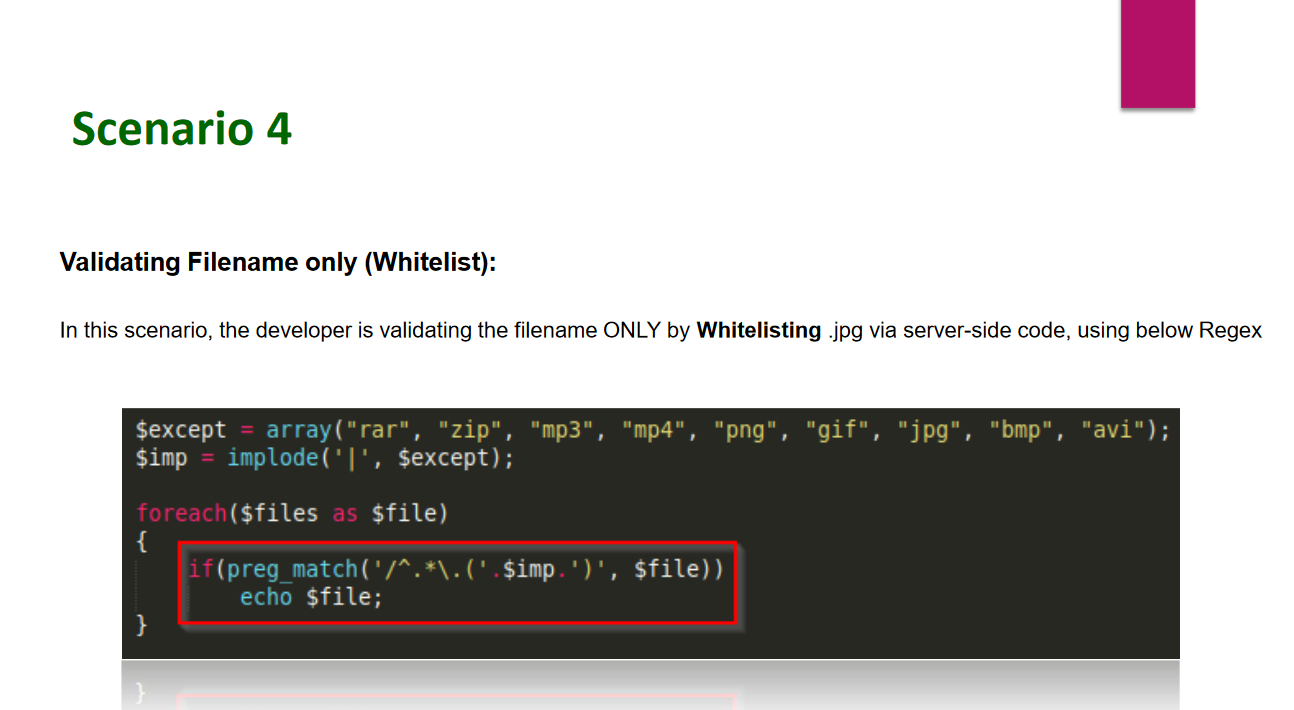 Scenario 4
Validating Filename only (Whitelist):
In this scenario, the developer is validating the filename ONLY by Whitelisting .jpg via server-side code, using below Regex
$except = array("rar", "zip", "mp3", "mp4", "png", "gif", "jpg", "bmp", "avi");
$imp = implode('|', $except);
foreach($files as $file)
{
if(preg_match('/^.*\.('.$imp.')', $file))
echo $file;
}
}